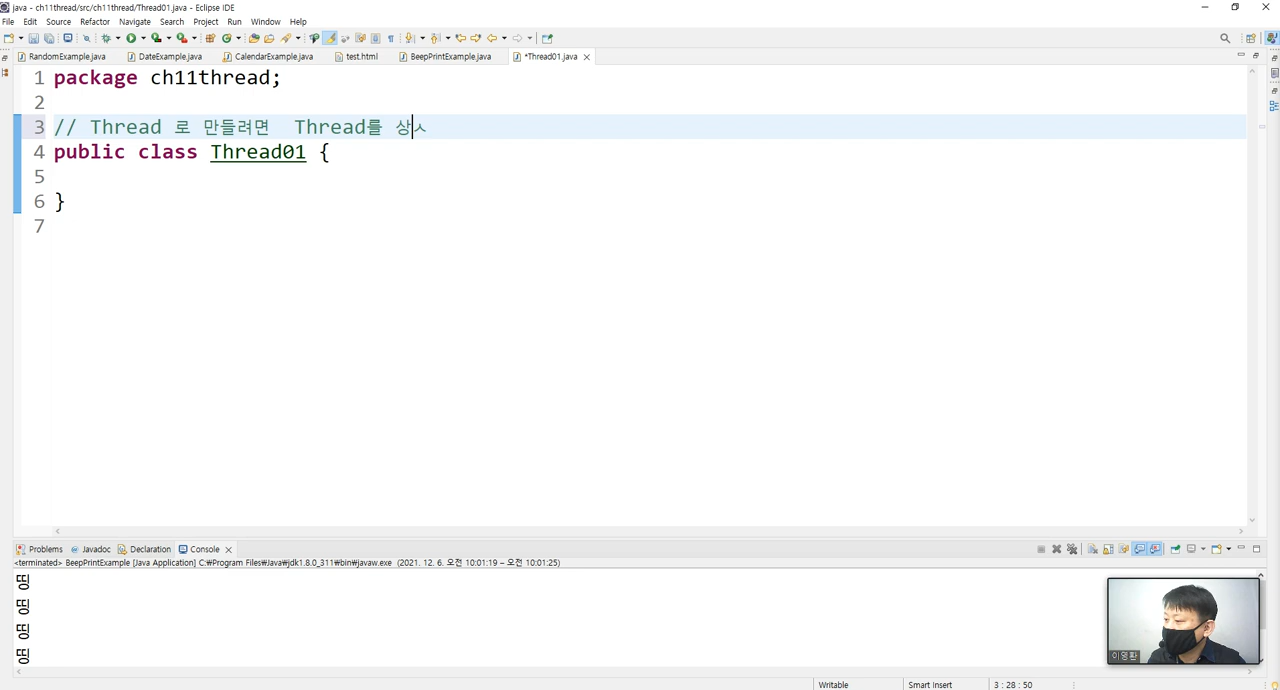 java - ch11thread/src/ch11thread/Thread01.java - Eclipse IDE
File Edit Source Refactor Navigate Search Project Run Window Help
RandomExample.java DateExample.java CalendarExample.java test.html BeepPrintExample.java *Thread01.java
1 package ch11thread;
2
3 // Thread 로 만들려면  Thread를 상ㅅ
4 public class Thread01 {
5
6 }
7
Problems Javadoc Declaration Console
<terminated> BeepPrintExample [Java Application] C:₩Program Files₩Java₩jdk1.8.0_311₩bin₩javaw.exe (2021. 12. 6. 오전 10:01:19 – 오전 10:01:25)
띵
띵
띵
띵
이영환
Writable Smart Insert 3 : 28 : 50